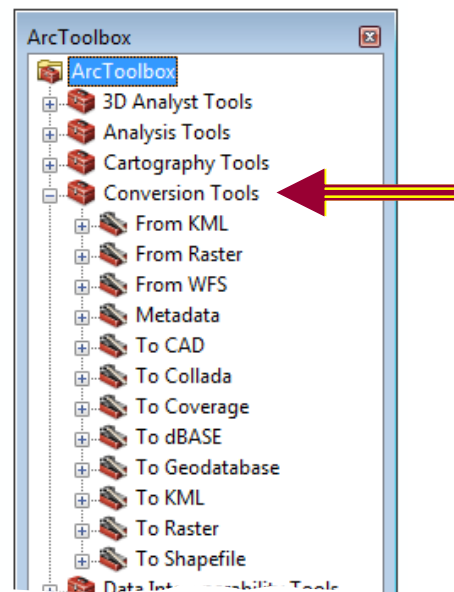 ArcToolbox
ArcToolbox
3D Analyst Tools
Analysis Tools
Cartography Tools
Conversion Tools
From KML
From Raster
From WFS
Metadata
To CAD
To Collada
To Coverage
To dBASE
To Geodatabase
To KML
To Raster
To Shapefile
Data Tools